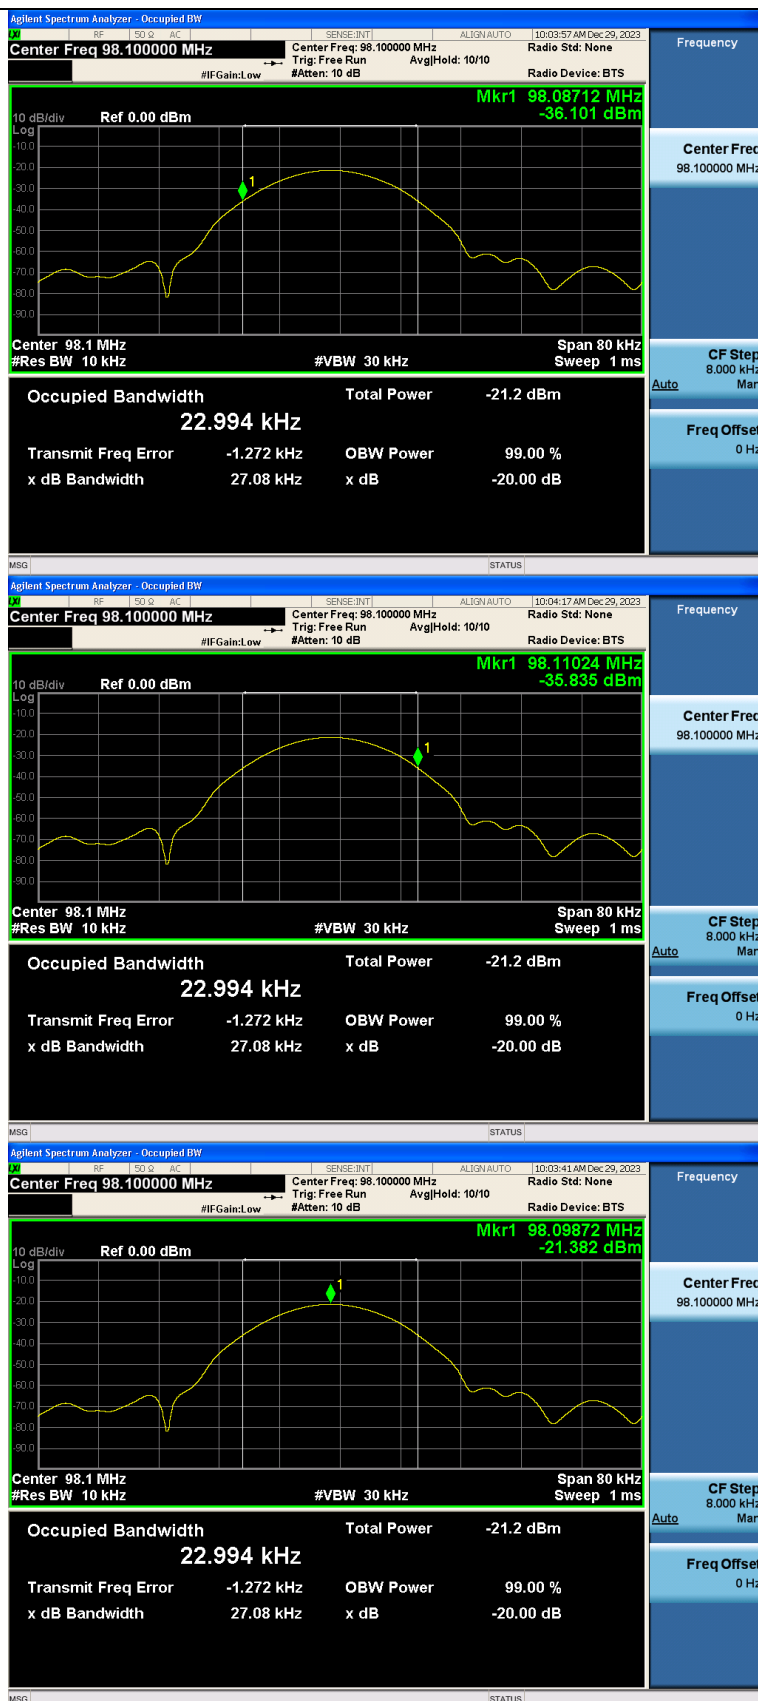 Agilent Spectrum Analyzer - Occupied BW
LXI RF 50 Ω AC SENSE:INT ALIGN AUTO 10:03:57 AM Dec 29, 2023
Center Freq 98.100000 MHz Center Freq: 98.100000 MHz Radio Std: None Frequency
Trig: Free Run Avg|Hold: 10/10
#IFGain:Low #Atten: 10 dB Radio Device: BTS
Mkr1 98.08712 MHz
10 dB/div Ref 0.00 dBm -36.101 dBm
Log
-10.0
Center Freq
98.100000 MHz
-20.0
-30.0
1
-40.0
-50.0
-60.0
-70.0
-80.0
-90.0
Center 98.1 MHz Span 80 kHz
#Res BW 10 kHz #VBW 30 kHz Sweep 1 ms
CF Step
8.000 kHz
Auto Man
Occupied Bandwidth Total Power -21.2 dBm
22.994 kHz
Freq Offset
0 Hz
Transmit Freq Error -1.272 kHz OBW Power 99.00 %
x dB Bandwidth 27.08 kHz x dB -20.00 dB
MSG STATUS
Agilent Spectrum Analyzer - Occupied BW
LXI RF 50 Ω AC SENSE:INT ALIGN AUTO 10:04:17 AM Dec 29, 2023
Center Freq 98.100000 MHz Center Freq: 98.100000 MHz Radio Std: None Frequency
Trig: Free Run Avg|Hold: 10/10
#IFGain:Low #Atten: 10 dB Radio Device: BTS
Mkr1 98.11024 MHz
10 dB/div Ref 0.00 dBm -35.835 dBm
Log
-10.0
Center Freq
98.100000 MHz
-20.0
-30.0
1
-40.0
-50.0
-60.0
-70.0
-80.0
-90.0
Center 98.1 MHz Span 80 kHz
#Res BW 10 kHz #VBW 30 kHz Sweep 1 ms
CF Step
8.000 kHz
Auto Man
Occupied Bandwidth Total Power -21.2 dBm
22.994 kHz
Freq Offset
0 Hz
Transmit Freq Error -1.272 kHz OBW Power 99.00 %
x dB Bandwidth 27.08 kHz x dB -20.00 dB
MSG STATUS
Agilent Spectrum Analyzer - Occupied BW
LXI RF 50 Ω AC SENSE:INT ALIGN AUTO 10:03:41 AM Dec 29, 2023
Center Freq 98.100000 MHz Center Freq: 98.100000 MHz Radio Std: None Frequency
Trig: Free Run Avg|Hold: 10/10
#IFGain:Low #Atten: 10 dB Radio Device: BTS
Mkr1 98.09872 MHz
10 dB/div Ref 0.00 dBm -21.382 dBm
Log
-10.0
Center Freq
98.100000 MHz
1
-20.0
-30.0
-40.0
-50.0
-60.0
-70.0
-80.0
-90.0
Center 98.1 MHz Span 80 kHz
#Res BW 10 kHz #VBW 30 kHz Sweep 1 ms
CF Step
8.000 kHz
Auto Man
Occupied Bandwidth Total Power -21.2 dBm
22.994 kHz
Freq Offset
0 Hz
Transmit Freq Error -1.272 kHz OBW Power 99.00 %
x dB Bandwidth 27.08 kHz x dB -20.00 dB
MSG STATUS